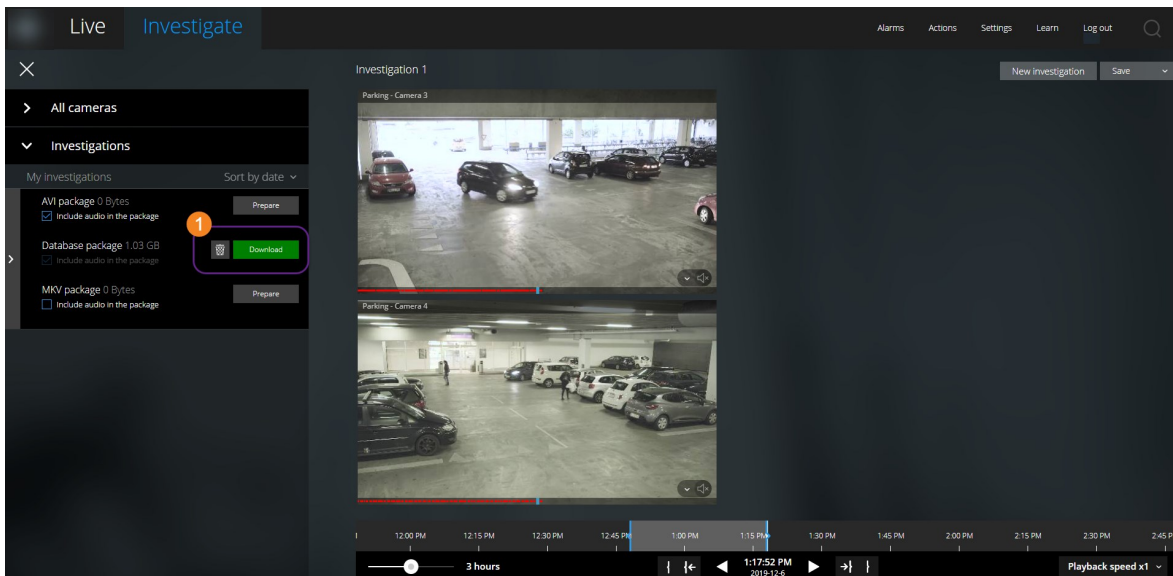 Live Investigate Alarms Actions Settings Learn Log out
Investigation 1 New investigation Save
All cameras
Investigations
My investigations Sort by date
AVI package 0 Bytes Prepare
Include audio in the package
1
Database package 1.03 GB Download
Include audio in the package
MKV package 0 Bytes Prepare
Include audio in the package
Parking - Camera 3
Parking - Camera 4
12:00 PM 12:15 PM 12:30 PM 12:45 PM 1:00 PM 1:15 PM 1:30 PM 1:45 PM 2:00 PM 2:15 PM 2:30 PM 2:45 P
3 hours 1:17:52 PM Playback speed x1
2019-12-6